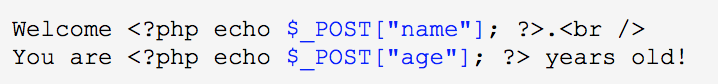 Welcome <?php echo $_POST["name"]; ?>.<br />
You are <?php echo $_POST["age"]; ?> years old!